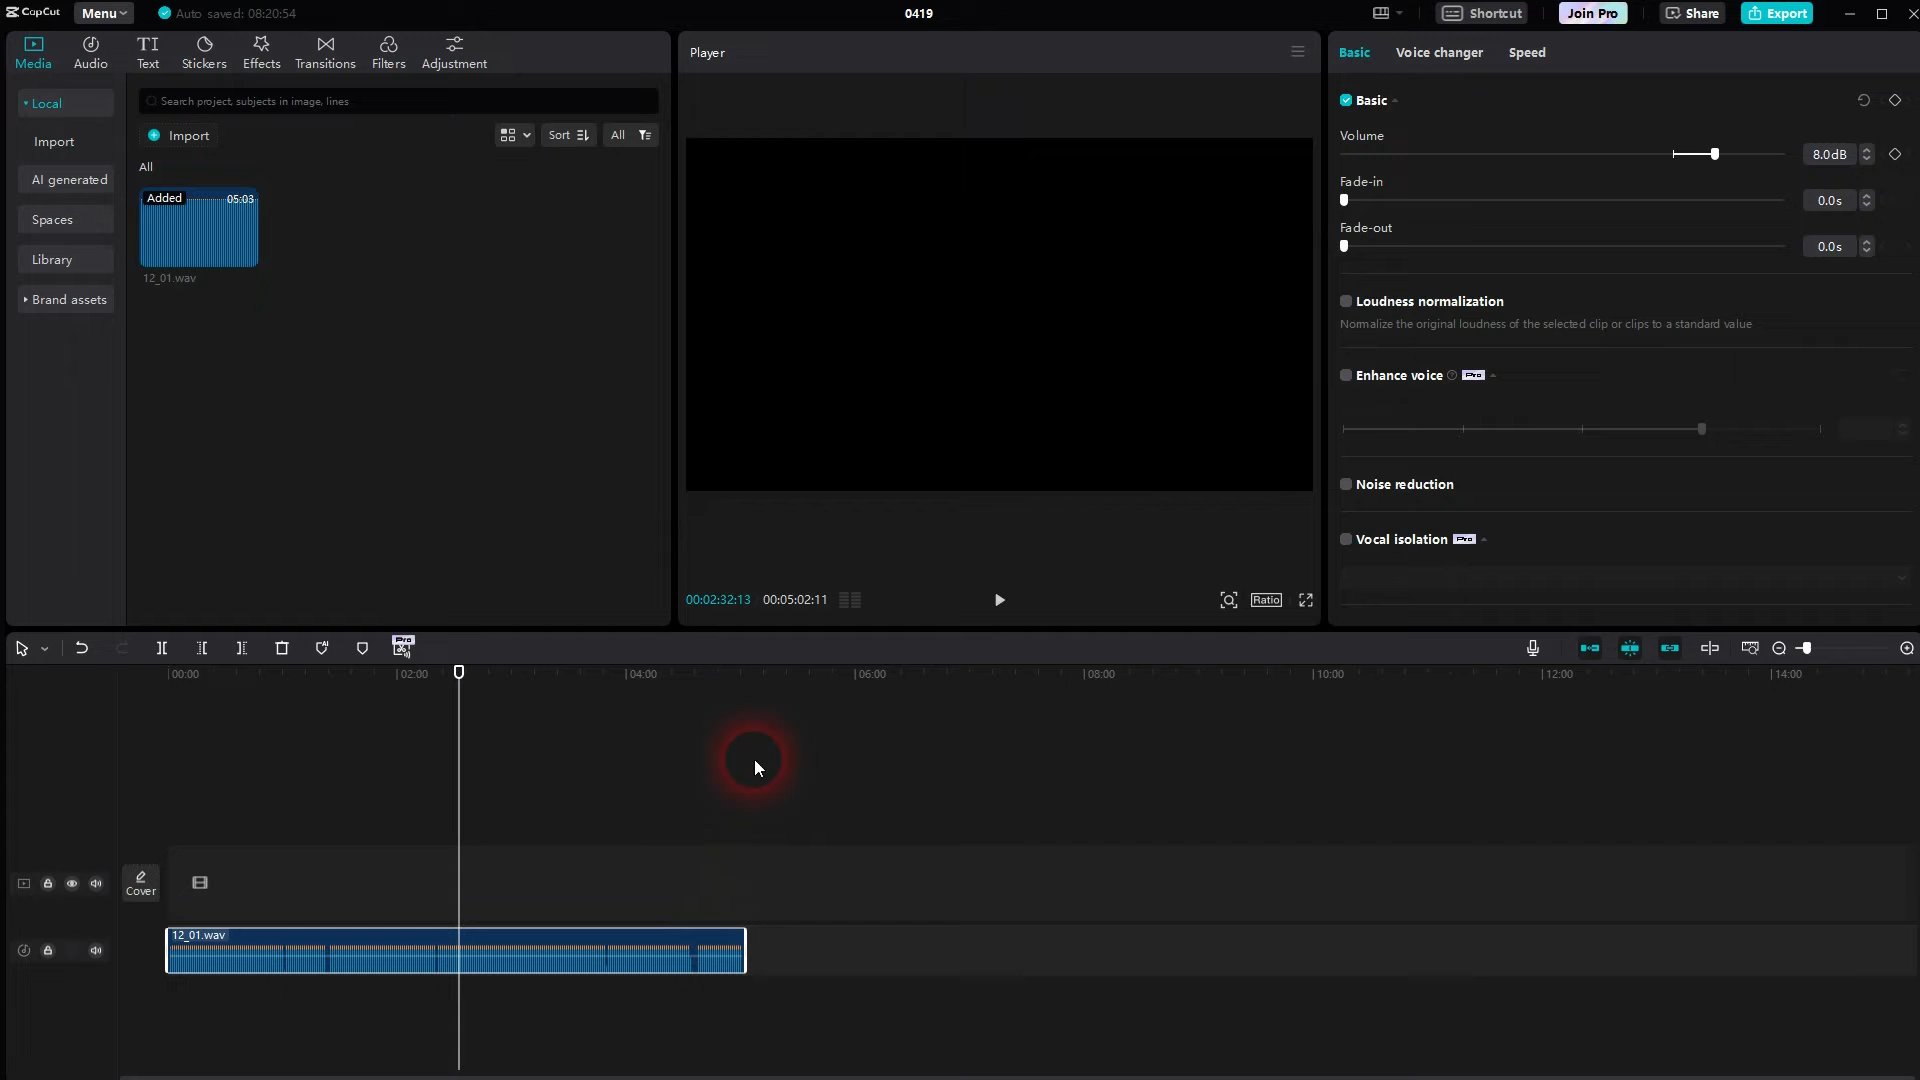 CapCut
Menu
Auto saved: 08:20:54
0419
Shortcut
Join Pro
Share
Export
Media
Audio
TI
Text
Stickers
Effects
Transitions
Filters
Adjustment
Player
Basic
Voice changer
Speed
Local
Import
AI generated
Spaces
Library
Brand assets
Search project, subjects in image, lines
Import
Sort
All
All
Added
05:03
12_01.wav
Basic
Volume
8.0dB
Fade-in
0.0s
Fade-out
0.0s
Loudness normalization
Normalize the original loudness of the selected clip or clips to a standard value
Enhance voice
Pro
Noise reduction
Vocal isolation
Pro
00:02:32:13
00:05:02:11
Ratio
Pro
00:00
02:00
04:00
06:00
08:00
10:00
12:00
14:00
Cover
12_01.wav